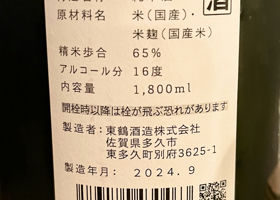 酒
原材料名 米(国産)・
米麹(国産米)
精米歩合 65%
アルコール分 16度
内容量 1,800ml
開栓時以降は栓が飛ぶ恐れがあります
製造者:東鶴酒造株式会社
佐賀県多久市
東多久町別府3625-1
製造年月: 2024.9